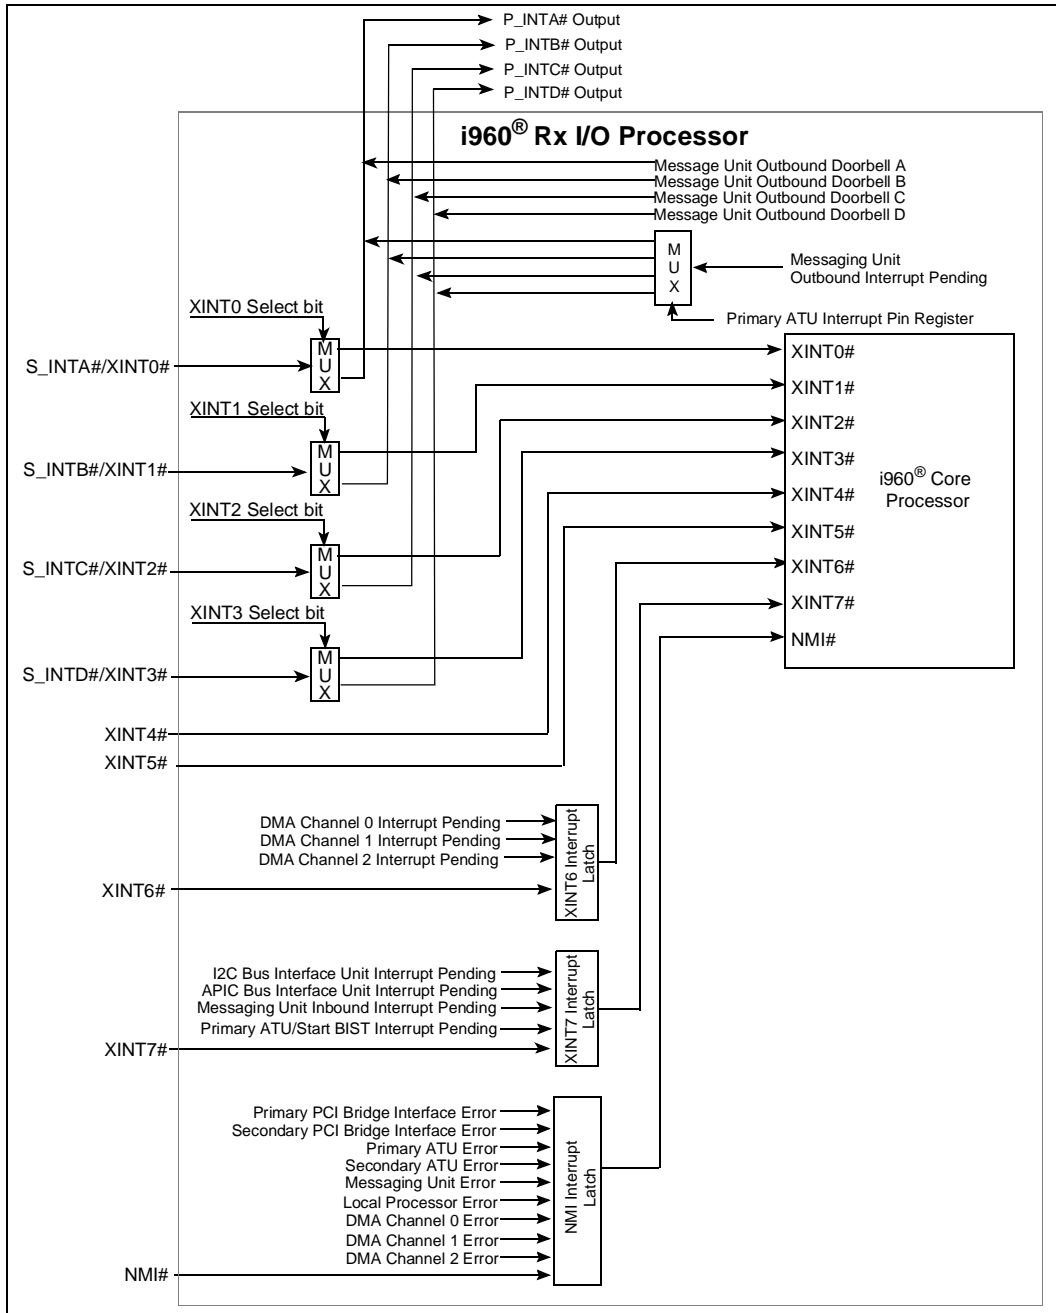 P_INTA# Output
P_INTB# Output
P_INTC# Output
P_INTD# Output
i960® Rx I/O Processor
Message Unit Outbound Doorbell A
Message Unit Outbound Doorbell B
Message Unit Outbound Doorbell C
Message Unit Outbound Doorbell D
MUX
Messaging Unit
Outbound Interrupt Pending
Primary ATU Interrupt Pin Register
XINT0 Select bit
S_INTA#/XINT0#
MUX
XINT1 Select bit
S_INTB#/XINT1#
MUX
XINT2 Select bit
S_INTC#/XINT2#
MUX
XINT3 Select bit
S_INTD#/XINT3#
MUX
XINT0#
XINT1#
XINT2#
XINT3#
XINT4#
XINT5#
XINT6#
XINT7#
NMI#
i960® Core
Processor
XINT4#
XINT5#
DMA Channel 0 Interrupt Pending
DMA Channel 1 Interrupt Pending
DMA Channel 2 Interrupt Pending
XINT6#
XINT6 Interrupt
Latch
I2C Bus Interface Unit Interrupt Pending
APIC Bus Interface Unit Interrupt Pending
Messaging Unit Inbound Interrupt Pending
Primary ATU/Start BIST Interrupt Pending
XINT7#
XINT7 Interrupt
Latch
Primary PCI Bridge Interface Error
Secondary PCI Bridge Interface Error
Primary ATU Error
Secondary ATU Error
Messaging Unit Error
Local Processor Error
DMA Channel 0 Error
DMA Channel 1 Error
DMA Channel 2 Error
NMI#
NMI Interrupt
Latch